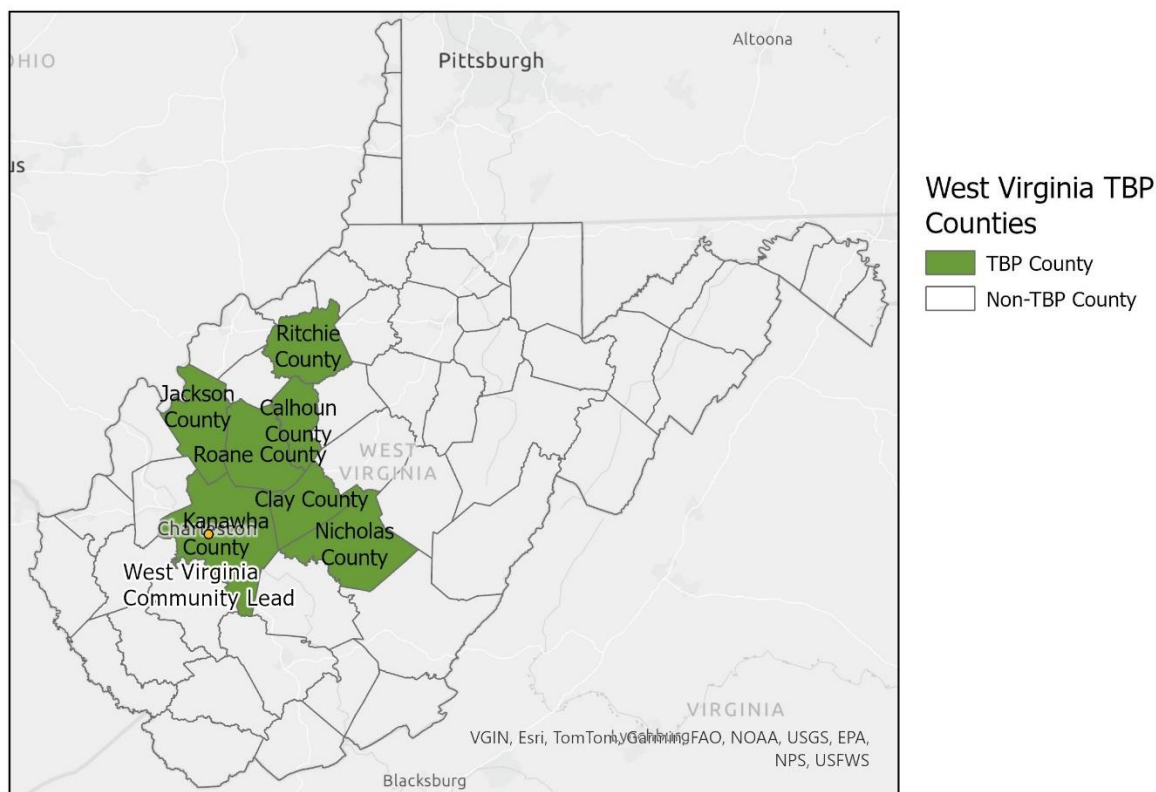 OHIO
Pittsburgh
Altoona
us
West Virginia TBP
Counties
TBP County
Non-TBP County
Ritchie
County
Jackson
County
Calhoun
County
Roane County
WEST
VIRGINIA
Clay County
Kanawha
Charleston
County
Nicholas
County
West Virginia
Community Lead
VIRGINIA
Lynchburg
VGIN, Esri, TomTom, Garmin, FAO, NOAA, USGS, EPA,
NPS, USFWS
Blacksburg